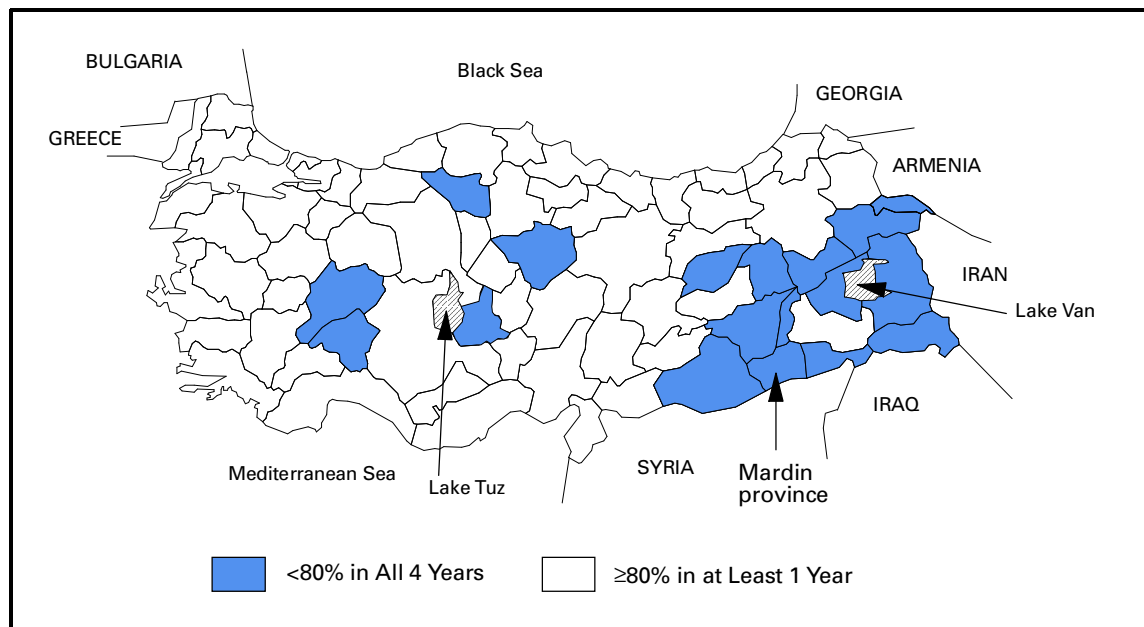 BULGARIA
Black Sea
GEORGIA
GREECE
ARMENIA
IRAN
Lake Van
IRAQ
Mediterranean Sea
Lake Tuz
SYRIA
Mardin
province
<80% in All 4 Years
≥80% in at Least 1 Year